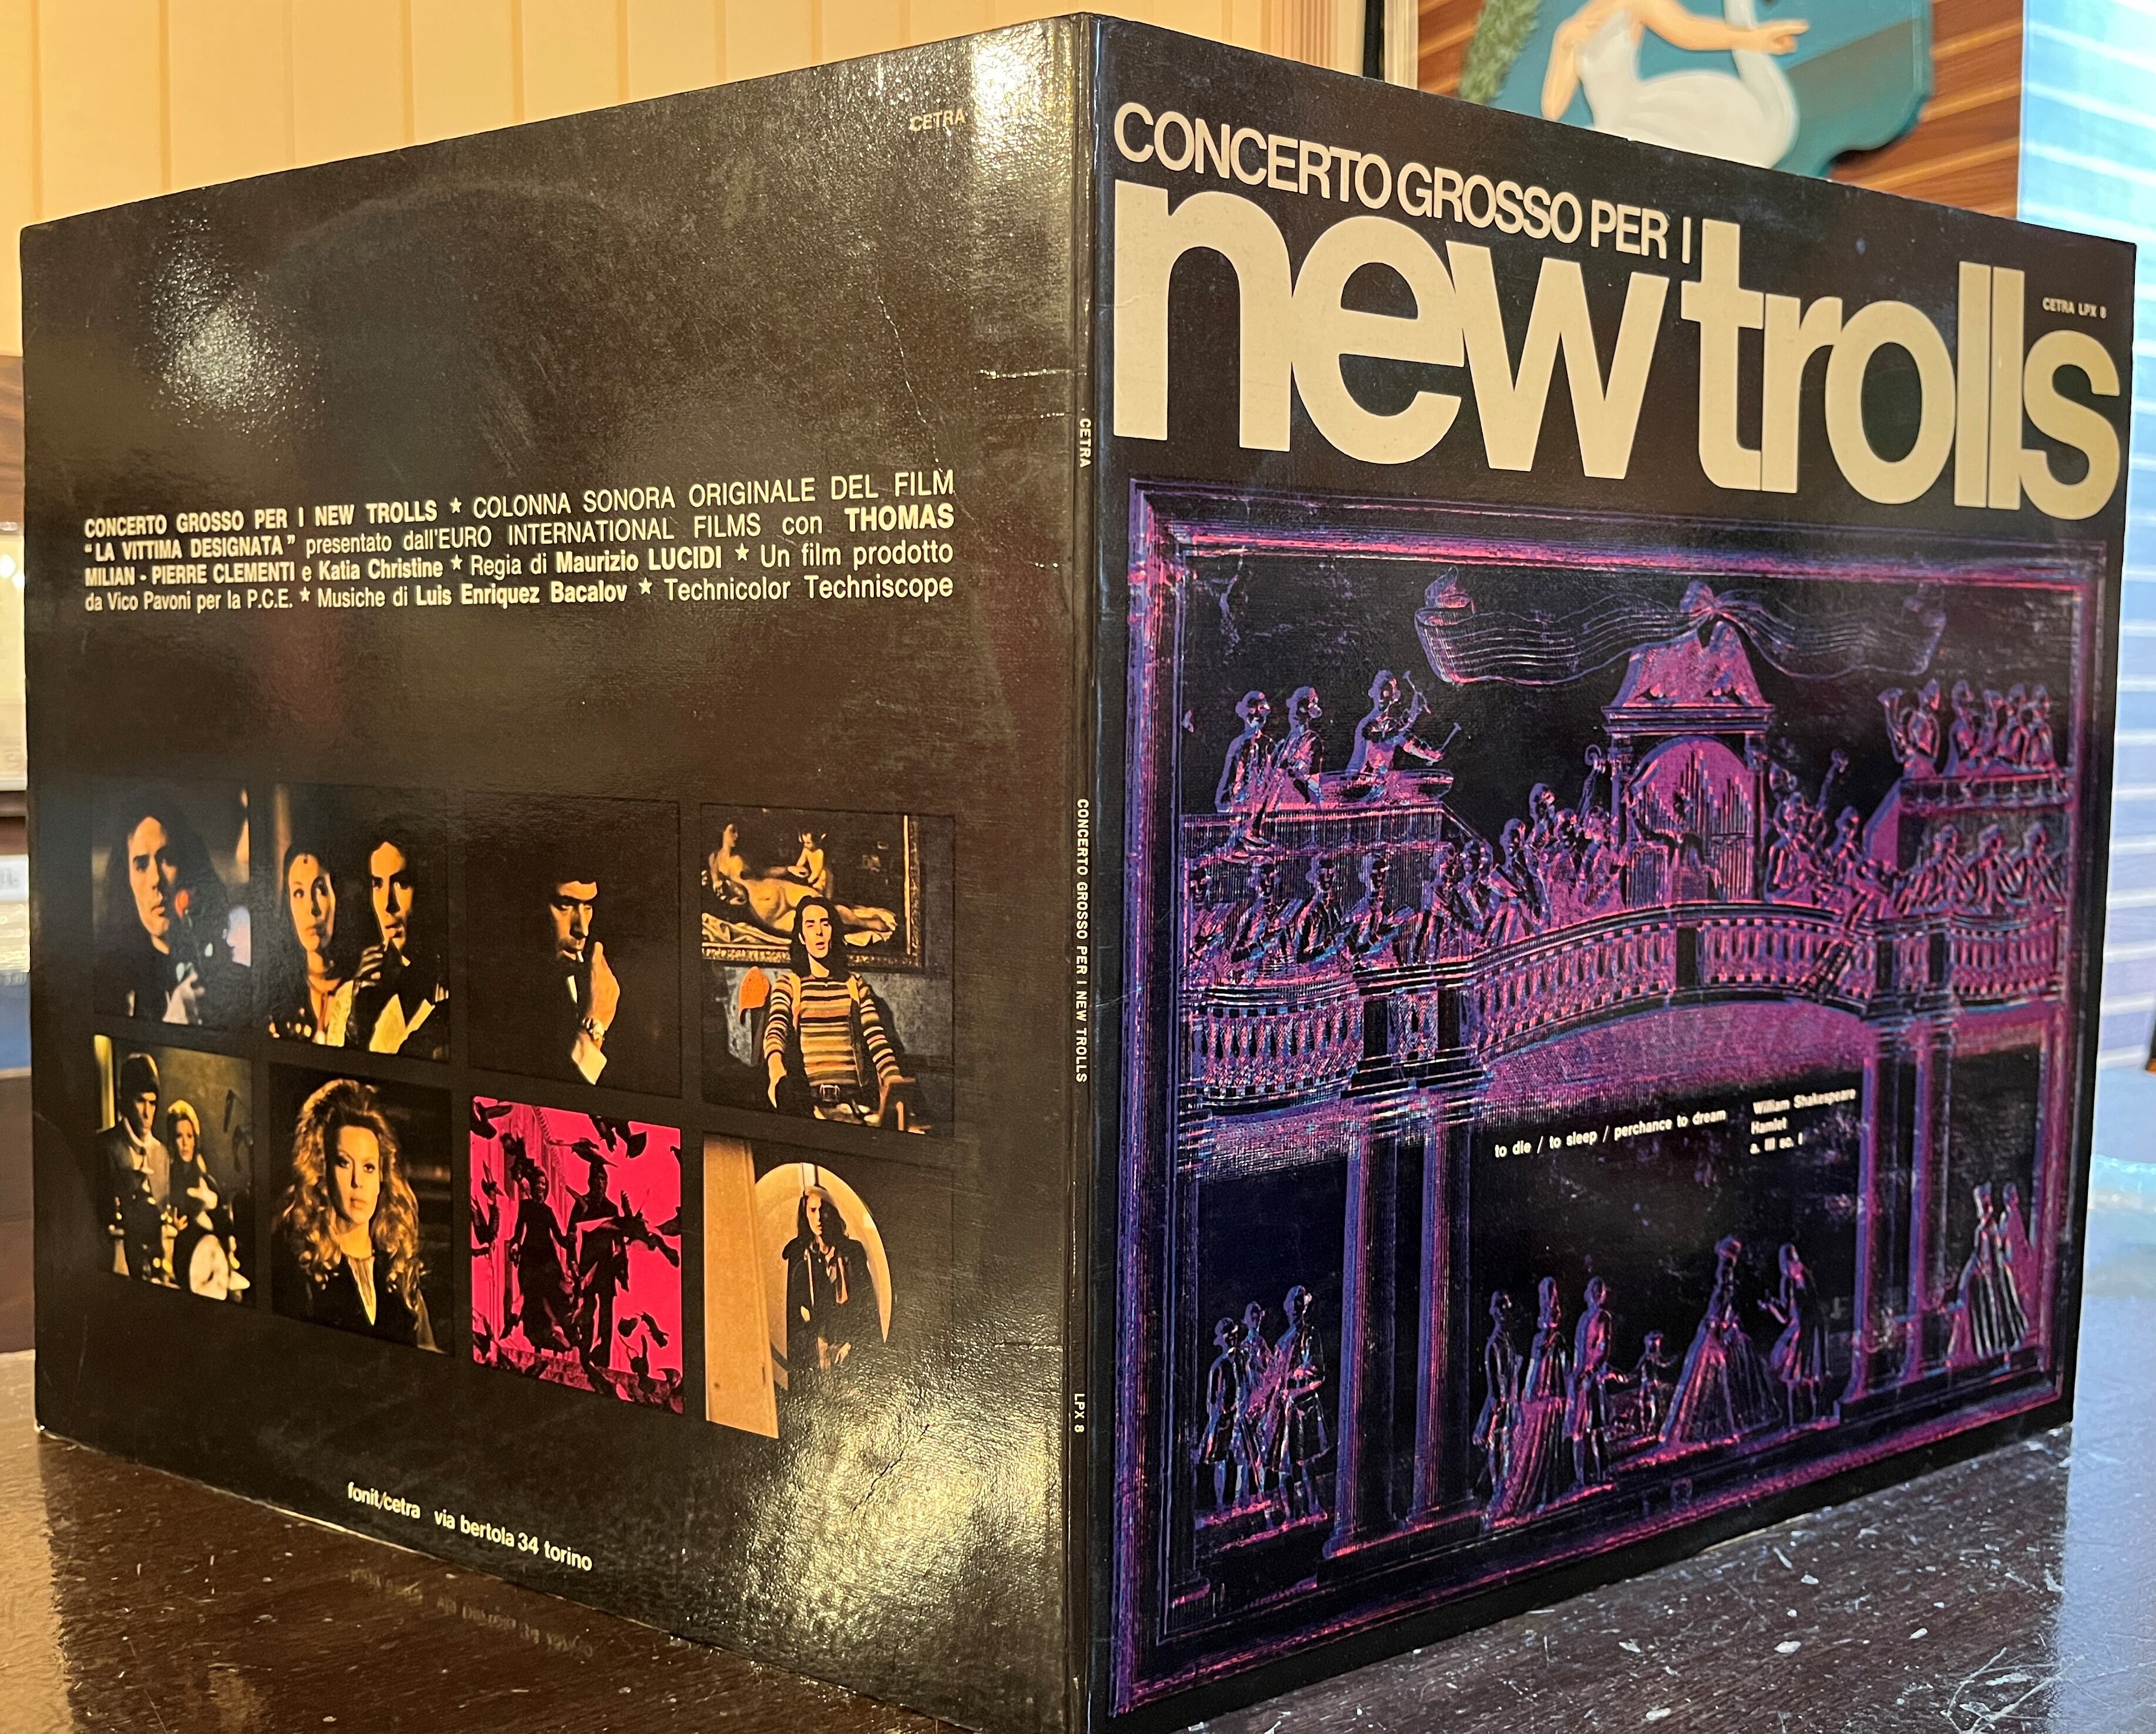 CETRA
CONCERTO GROSSO PER I NEW TROLLS ★ COLONNA SONORA ORIGINALE DEL FILM
"LA VITTIMA DESIGNATA" presentato dall'EURO INTERNATIONAL FILMS con THOMAS
MILIAN - PIERRE CLEMENTI e Katia Christine ★ Regia di Maurizio LUCIDI ★ Un film prodotto
da Vico Pavoni per la P.C.E. ★ Musiche di Luis Enriquez Bacalov ★ Technicolor Techniscope
fonit/cetra via bertola 34 torino
CETRA
CONCERTO GROSSO PER I NEW TROLLS
LPX 8
CONCERTO GROSSO PER I
new trolls
CETRA LPX 8
to die / to sleep / perchance to dream
William Shakespeare
Hamlet
a. III sc. I